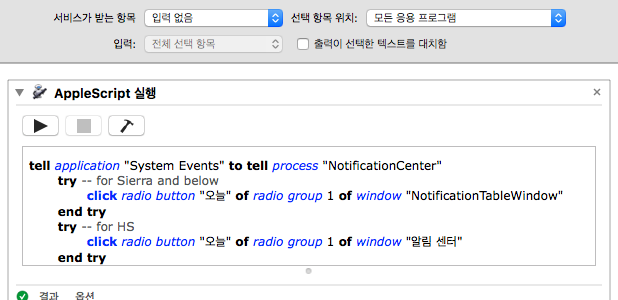 서비스가 받는 항목 입력 없음 선택 항목 위치: 모든 응용 프로그램
입력: 전체 선택 항목 출력이 선택한 텍스트를 대치함
AppleScript 실행
tell application "System Events" to tell process "NotificationCenter"
try -- for Sierra and below
click radio button "오늘" of radio group 1 of window "NotificationTableWindow"
end try
try -- for HS
click radio button "오늘" of radio group 1 of window "알림 센터"
end try
결과 옵션